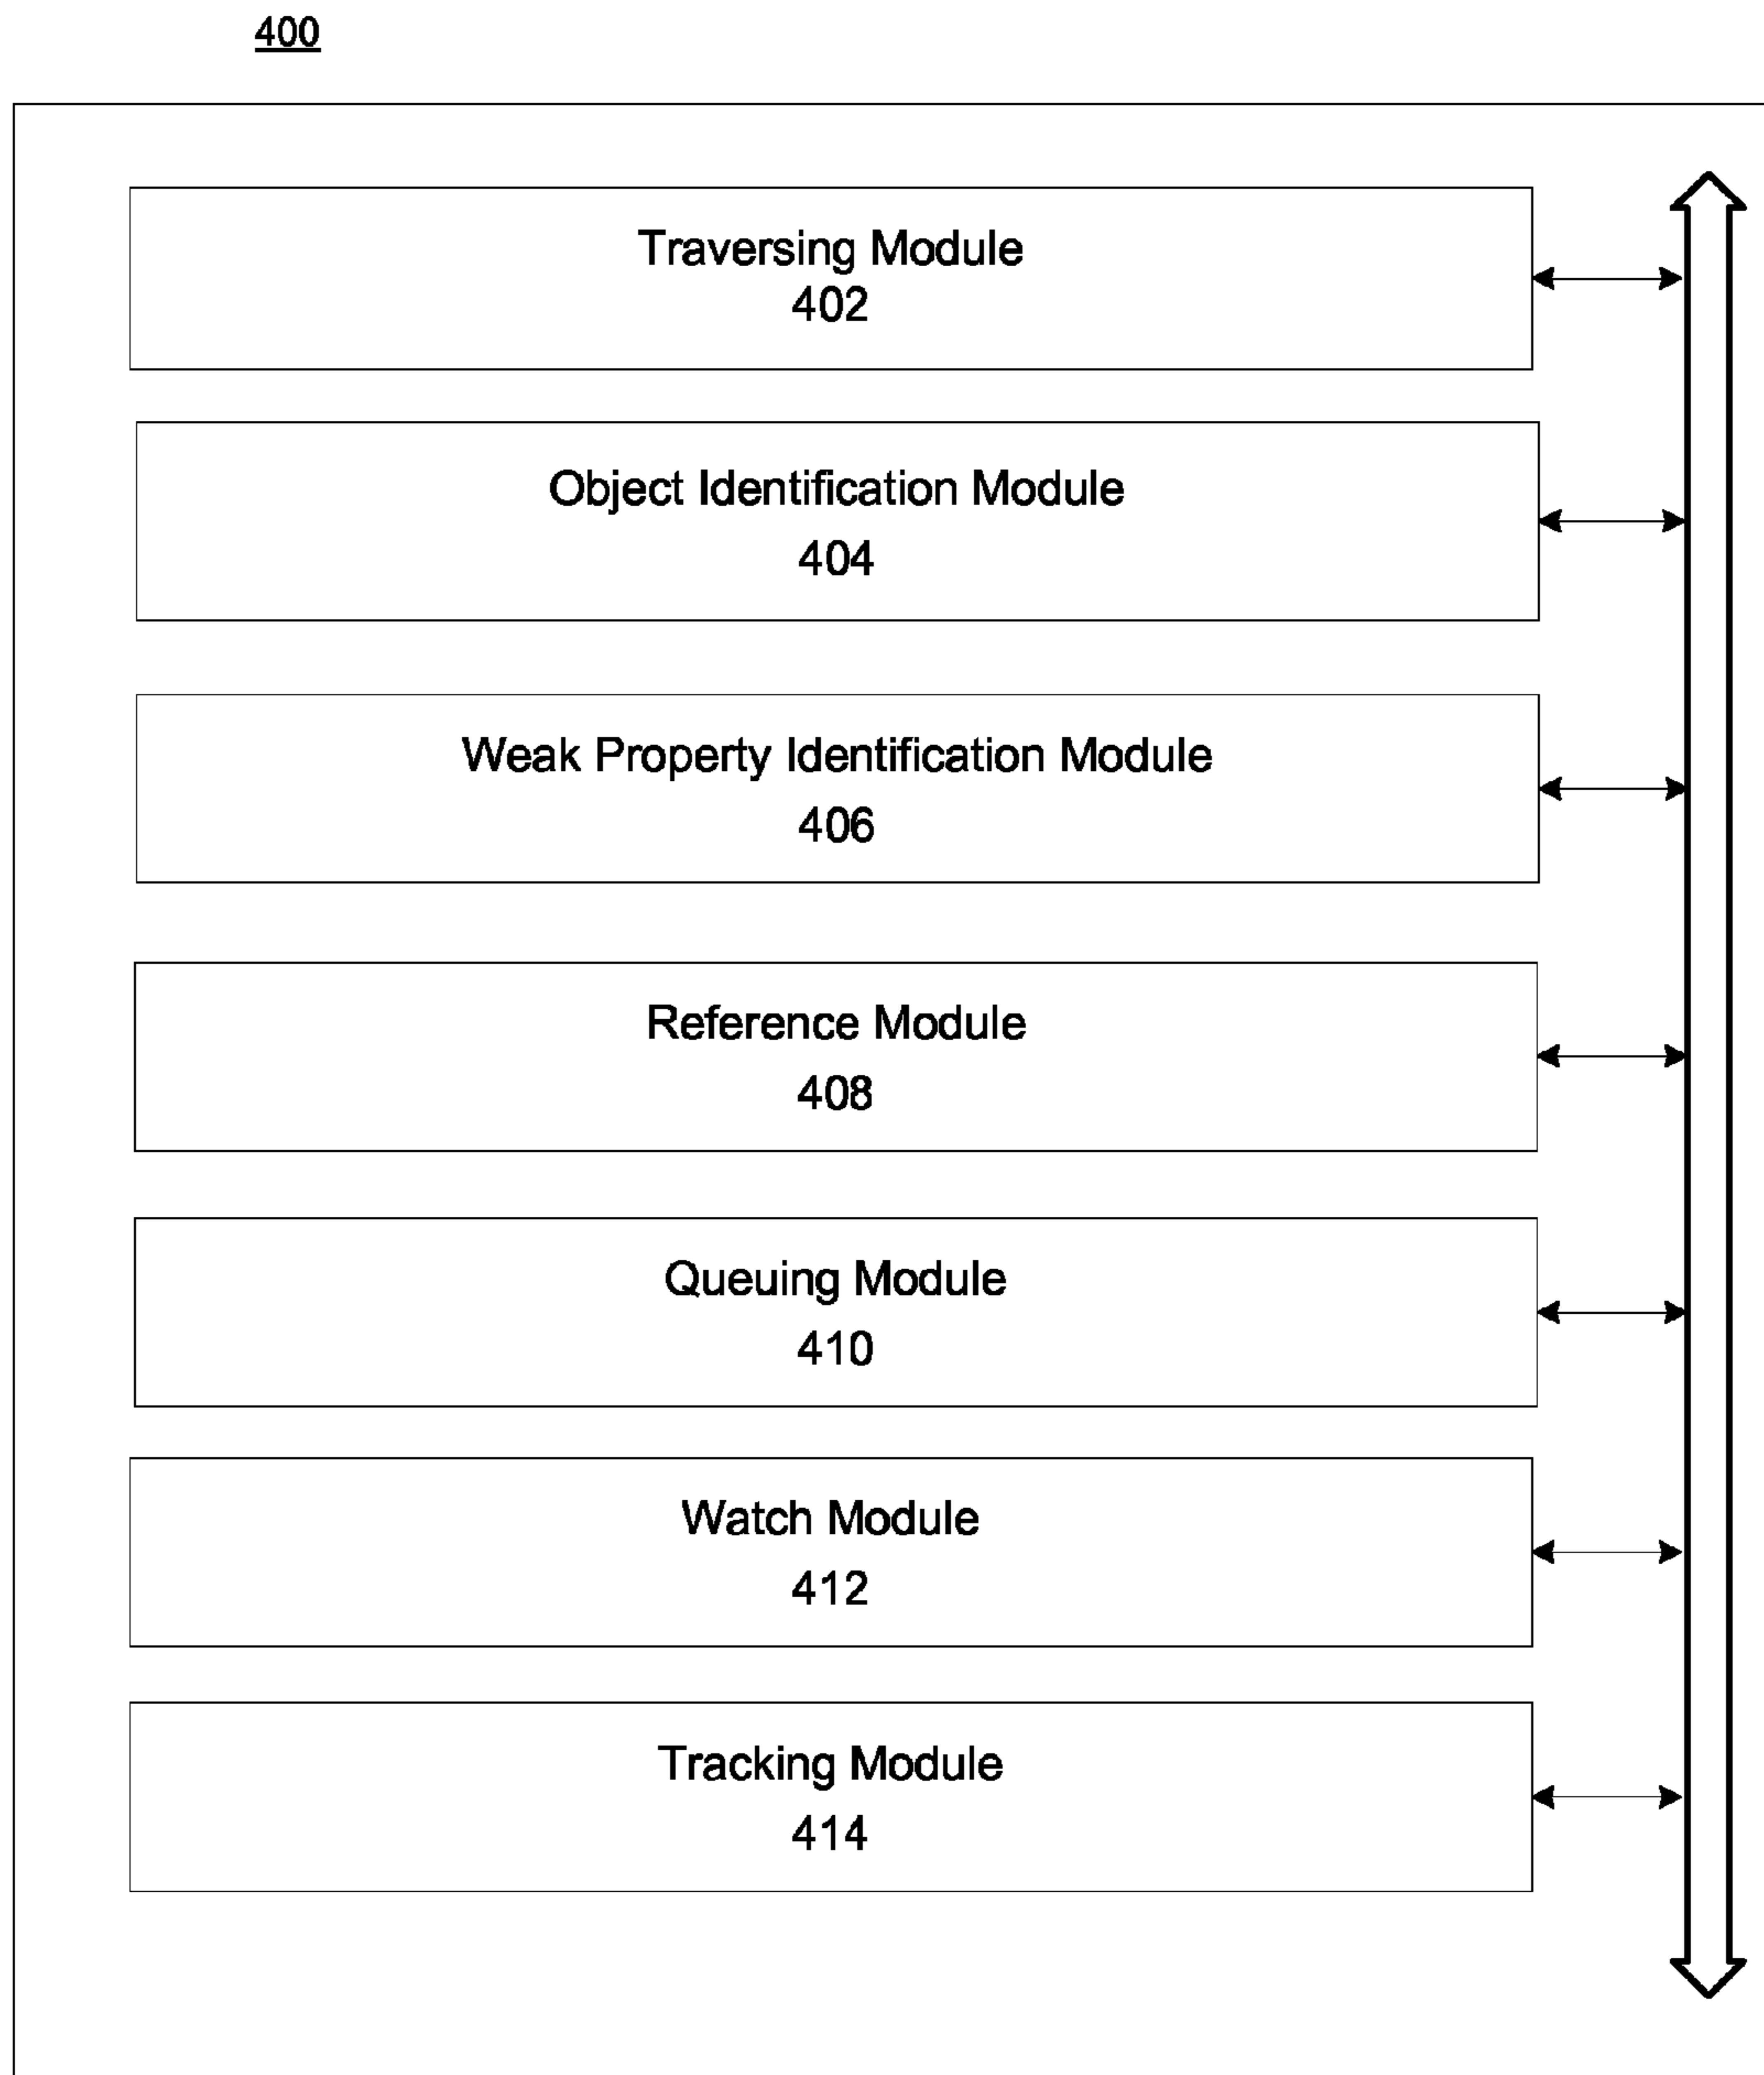 400
Traversing Module
402
Object Identification Module
404
Weak Property Identification Module
406
Reference Module
408
Queuing Module
410
Watch Module
412
Tracking Module
414